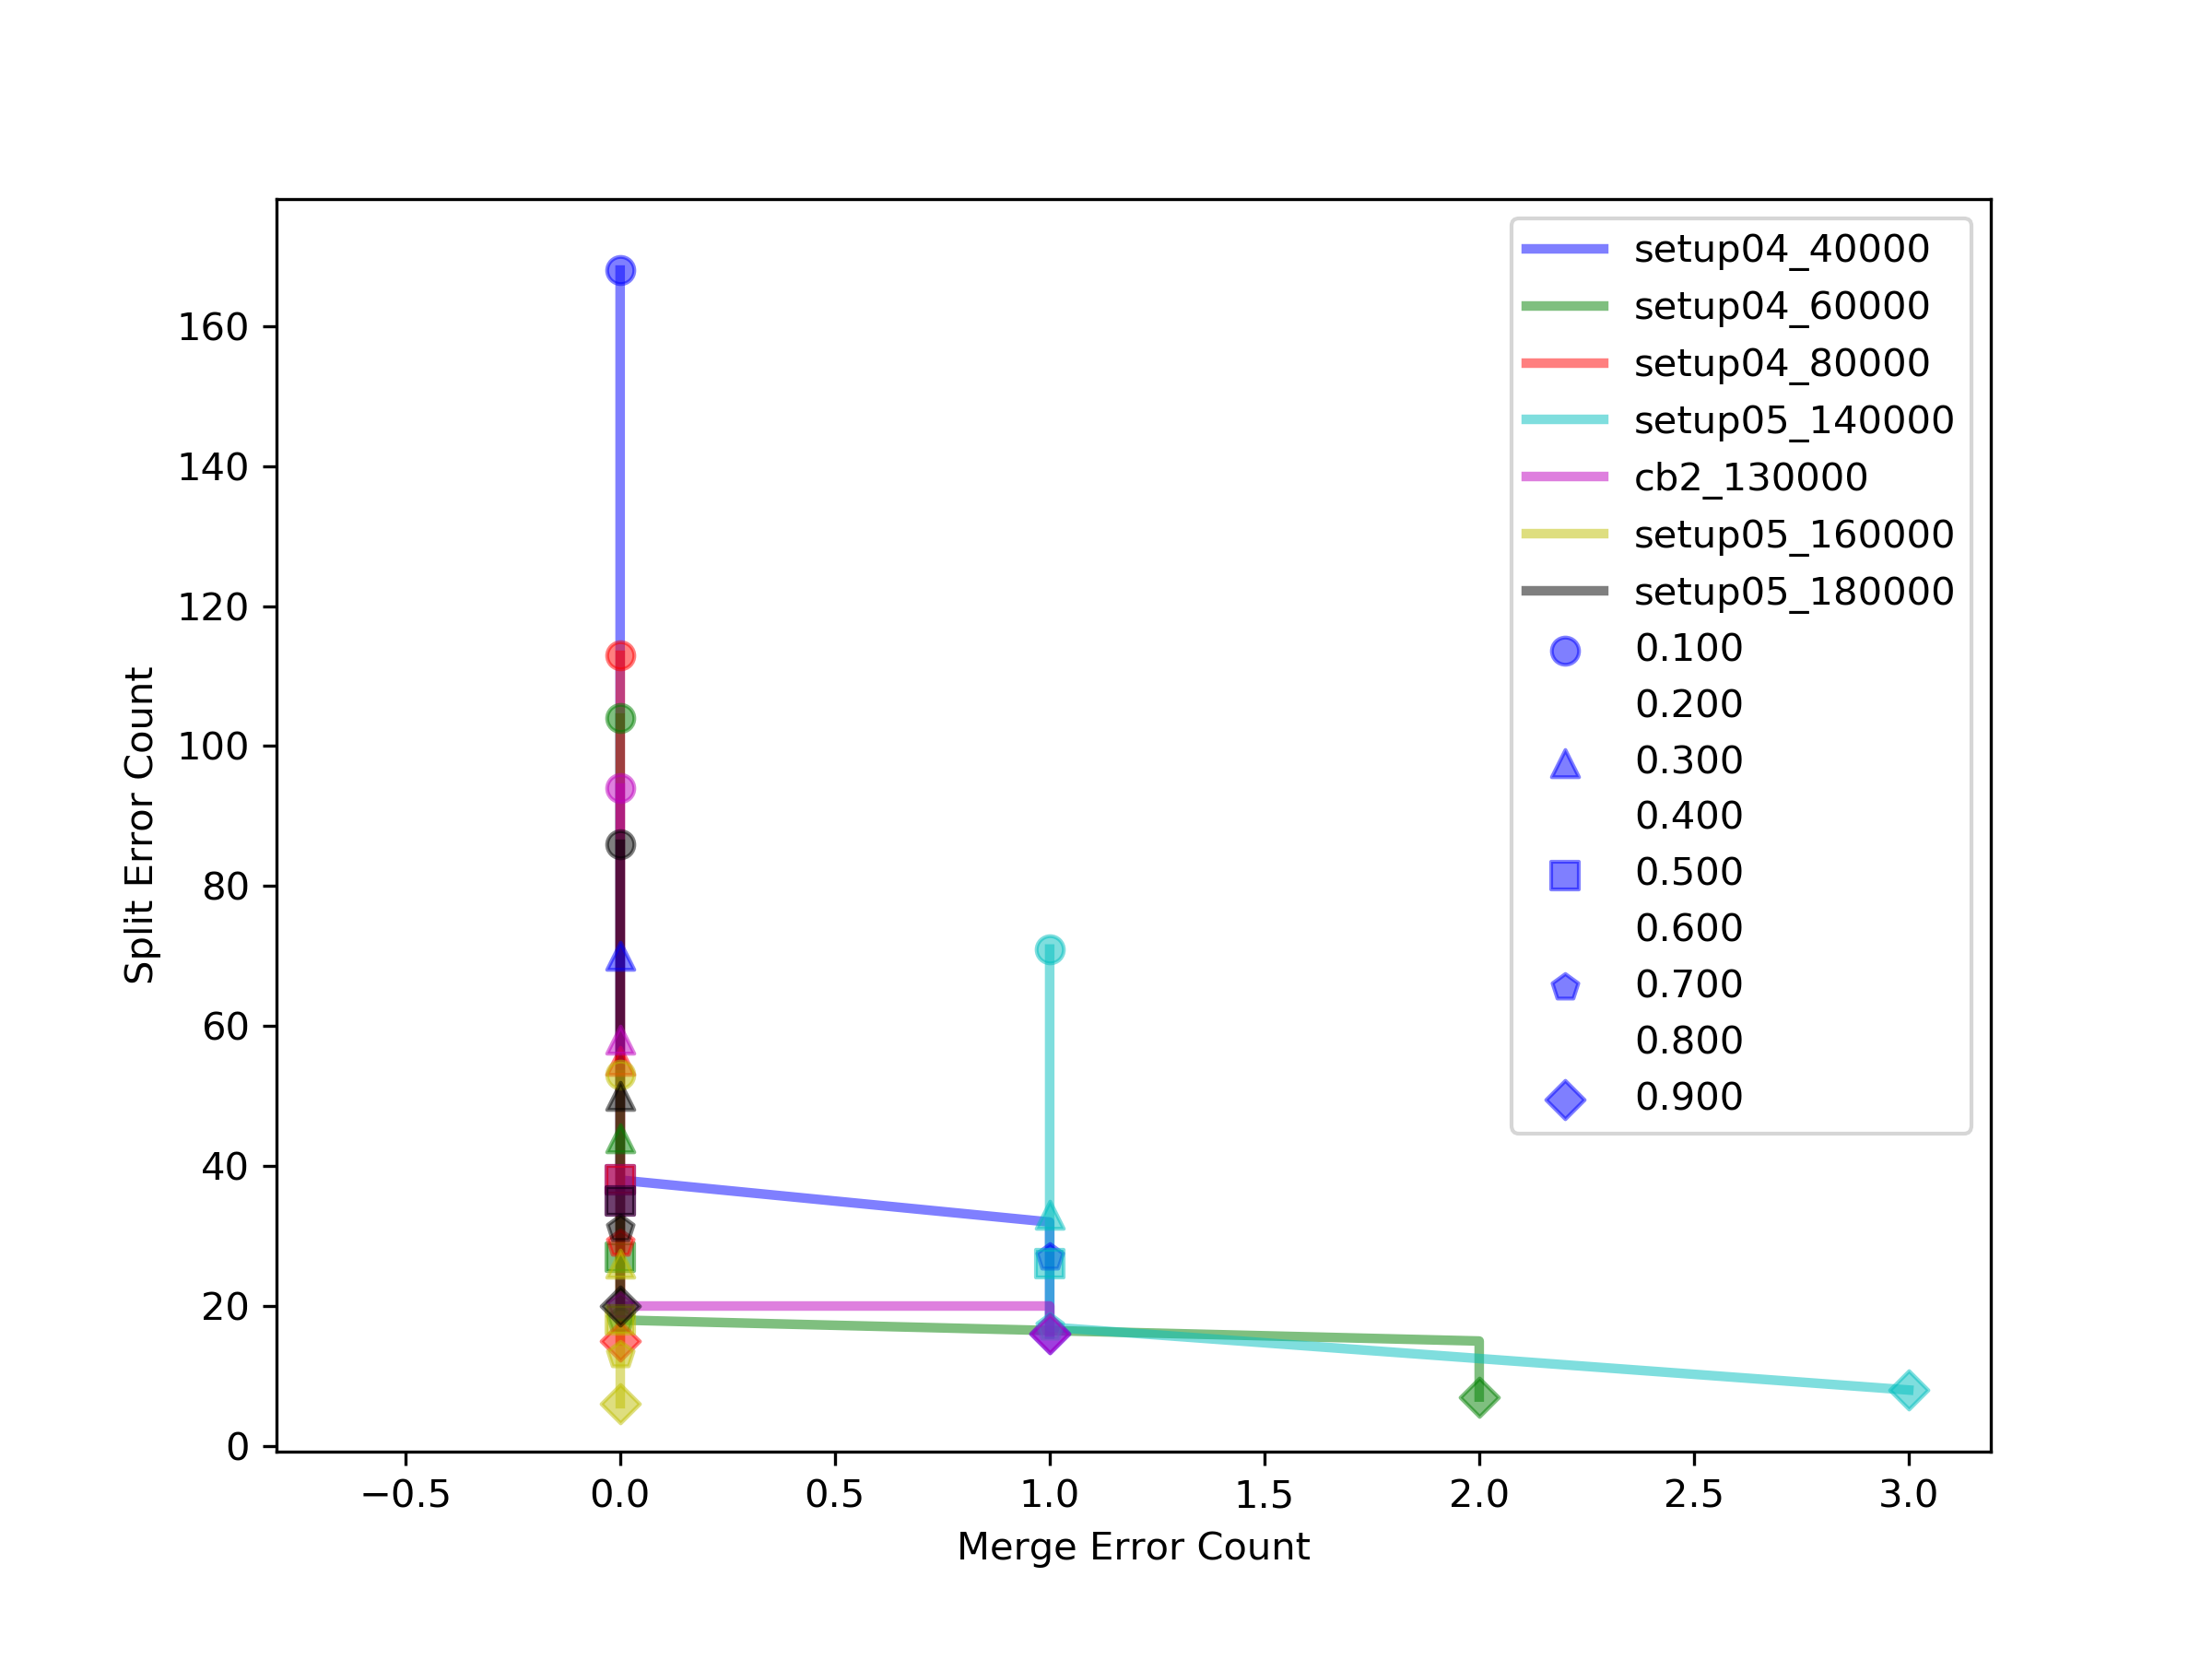 setup04_40000
setup04_60000
setup04_80000
setup05_140000
cb2_130000
setup05_160000
setup05_180000
0.100
0.200
0.300
0.400
0.500
0.600
0.700
0.800
0.900
160
140
120
100
80
60
40
20
0
Split Error Count
−0.5 0.0 0.5 1.0 1.5 2.0 2.5 3.0
Merge Error Count